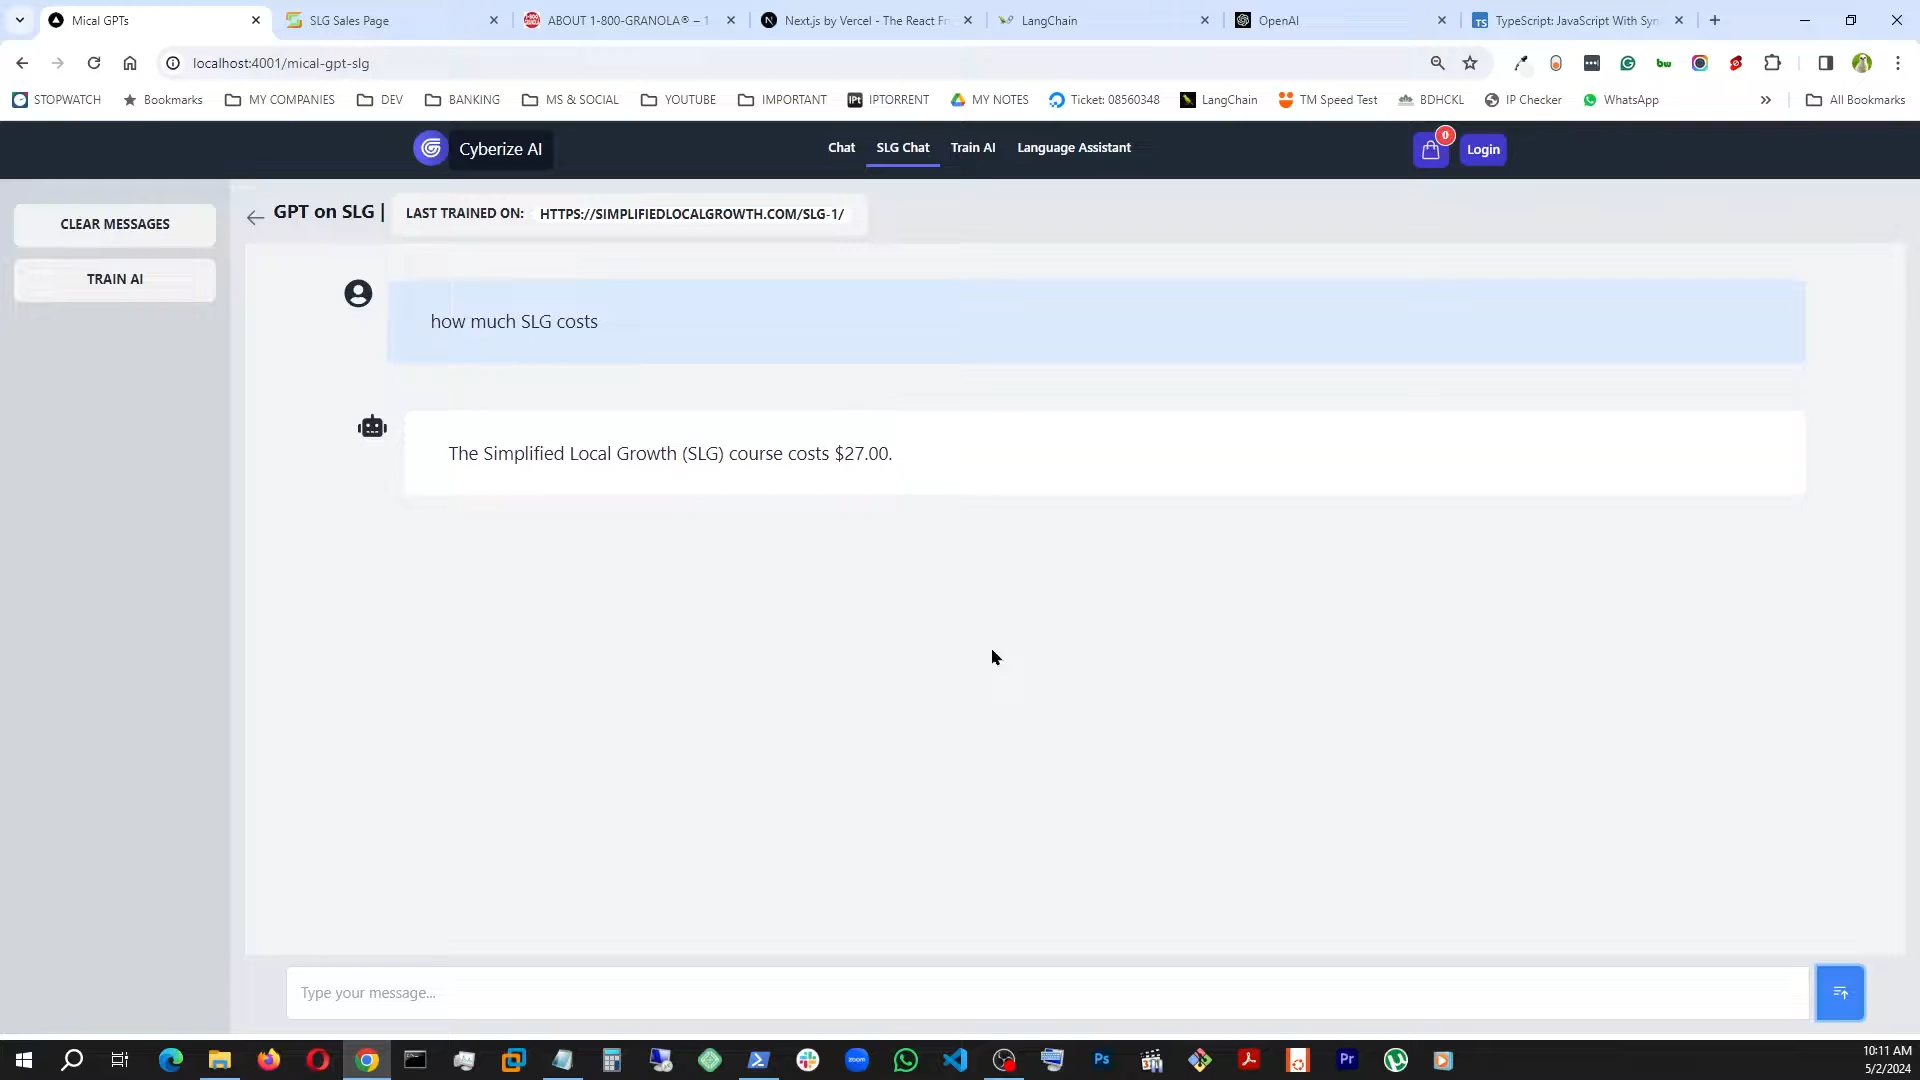 Mical GPTs
SLG Sales Page
ABOUT 1-800-GRANOLA® – 1
Next.js by Vercel - The React Fr
LangChain
OpenAI
TypeScript: JavaScript With Syn
localhost:4001/mical-gpt-slg
STOPWATCH
Bookmarks
MY COMPANIES
DEV
BANKING
MS & SOCIAL
YOUTUBE
IMPORTANT
IPTORRENT
MY NOTES
Ticket: 08560348
LangChain
TM Speed Test
BDHCKL
IP Checker
WhatsApp
All Bookmarks
Cyberize AI
Chat
SLG Chat
Train AI
Language Assistant
0
Login
CLEAR MESSAGES
TRAIN AI
GPT on SLG |
LAST TRAINED ON: HTTPS://SIMPLIFIEDLOCALGROWTH.COM/SLG-1/
how much SLG costs
The Simplified Local Growth (SLG) course costs $27.00.
Type your message...
10:11 AM
5/2/2024